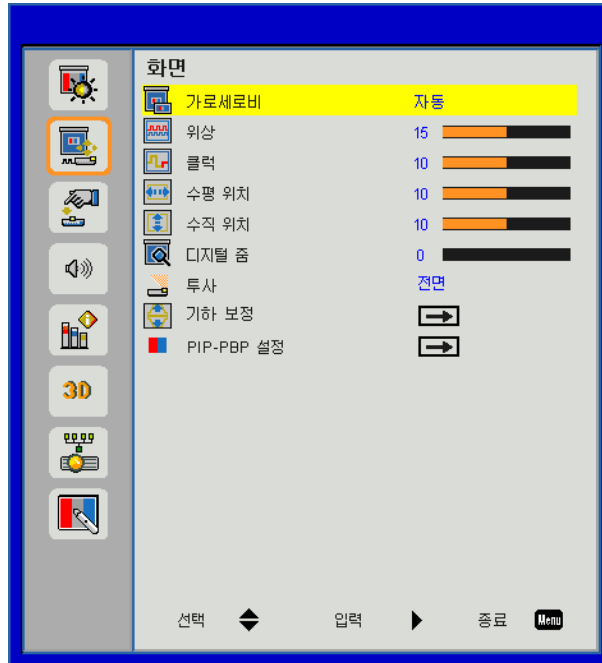 화면
가로세로비 자동
위상 15
클럭 10
수평 위치 10
수직 위치 10
디지털 줌 0
투사 전면
기하 보정
PIP-PBP 설정
3D
선택 입력 종료 Menu